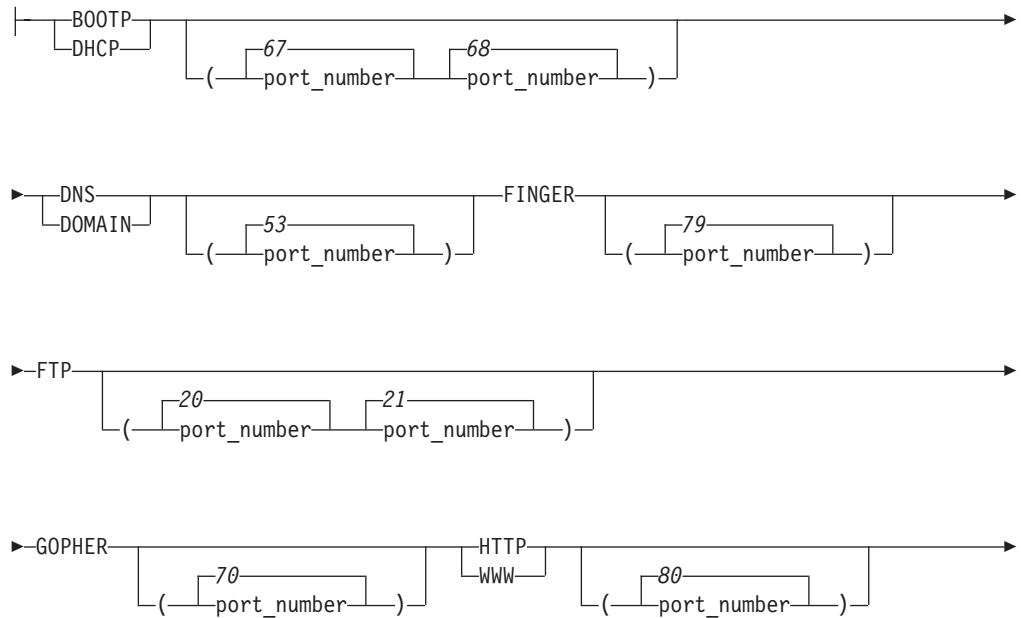 BOOTP
DHCP
( 67 port_number 68 port_number )
DNS
DOMAIN
( 53 port_number )
FINGER
( 79 port_number )
FTP
( 20 port_number 21 port_number )
GOPHER
( 70 port_number )
HTTP
WWW
( 80 port_number )